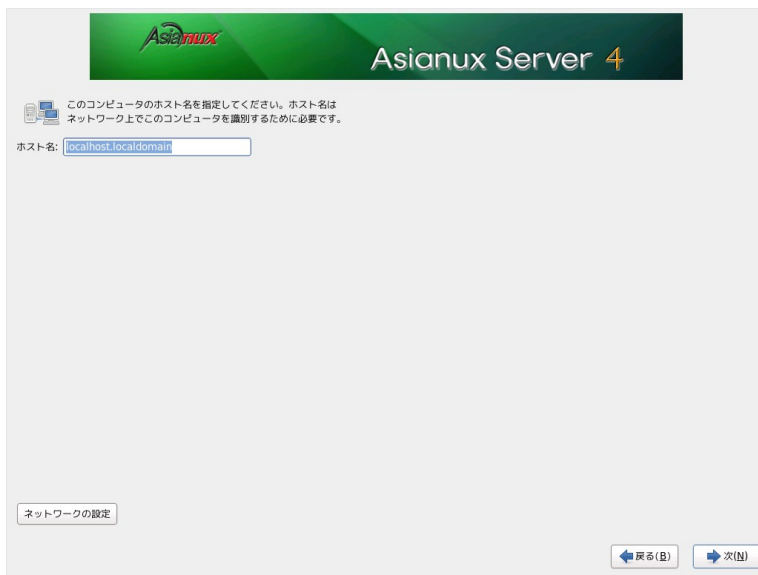 Asianux
Asianux Server 4
このコンピュータのホスト名を指定してください。ホスト名は
ネットワーク上でこのコンピュータを識別するために必要です。
ホスト名: localhost.localdomain
ネットワークの設定
戻る(B) 次(N)